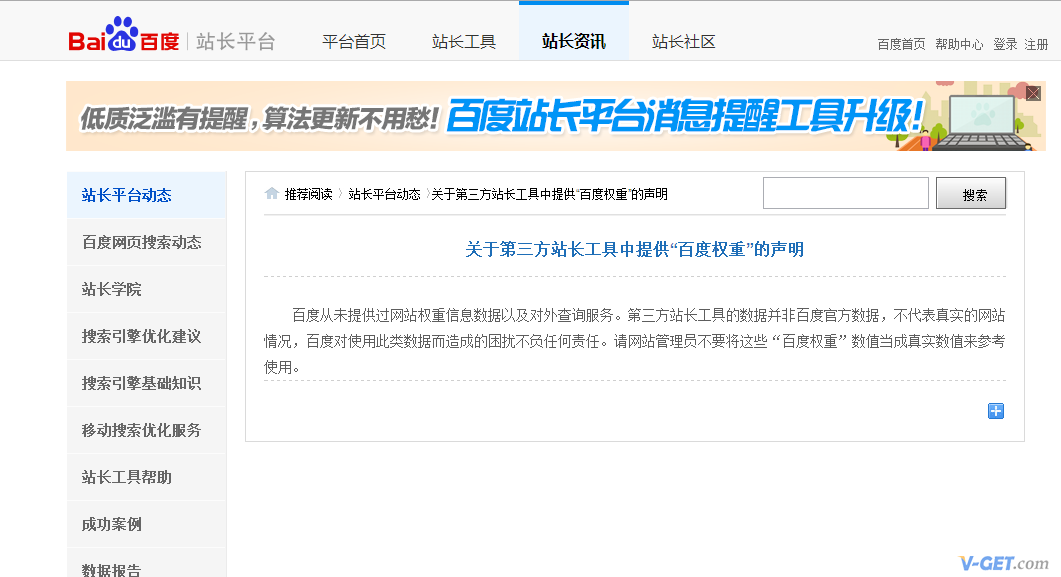 Bai du 百度 站长平台
平台首页 站长工具 站长资讯 站长社区
百度首页 帮助中心 登录 注册
低质泛滥有提醒,算法更新不用愁! 百度站长平台消息提醒工具升级!
站长平台动态
百度网页搜索动态
站长学院
搜索引擎优化建议
搜索引擎基础知识
移动搜索优化服务
站长工具帮助
成功案例
数据报告
推荐阅读 〉 站长平台动态 〉关于第三方站长工具中提供“百度权重”的声明
搜索
关于第三方站长工具中提供“百度权重”的声明
百度从未提供过网站权重信息数据以及对外查询服务。第三方站长工具的数据并非百度官方数据，不代表真实的网站
情况，百度对使用此类数据而造成的困扰不负任何责任。请网站管理员不要将这些“百度权重”数值当成真实数值来参考
使用。
V-GET.com